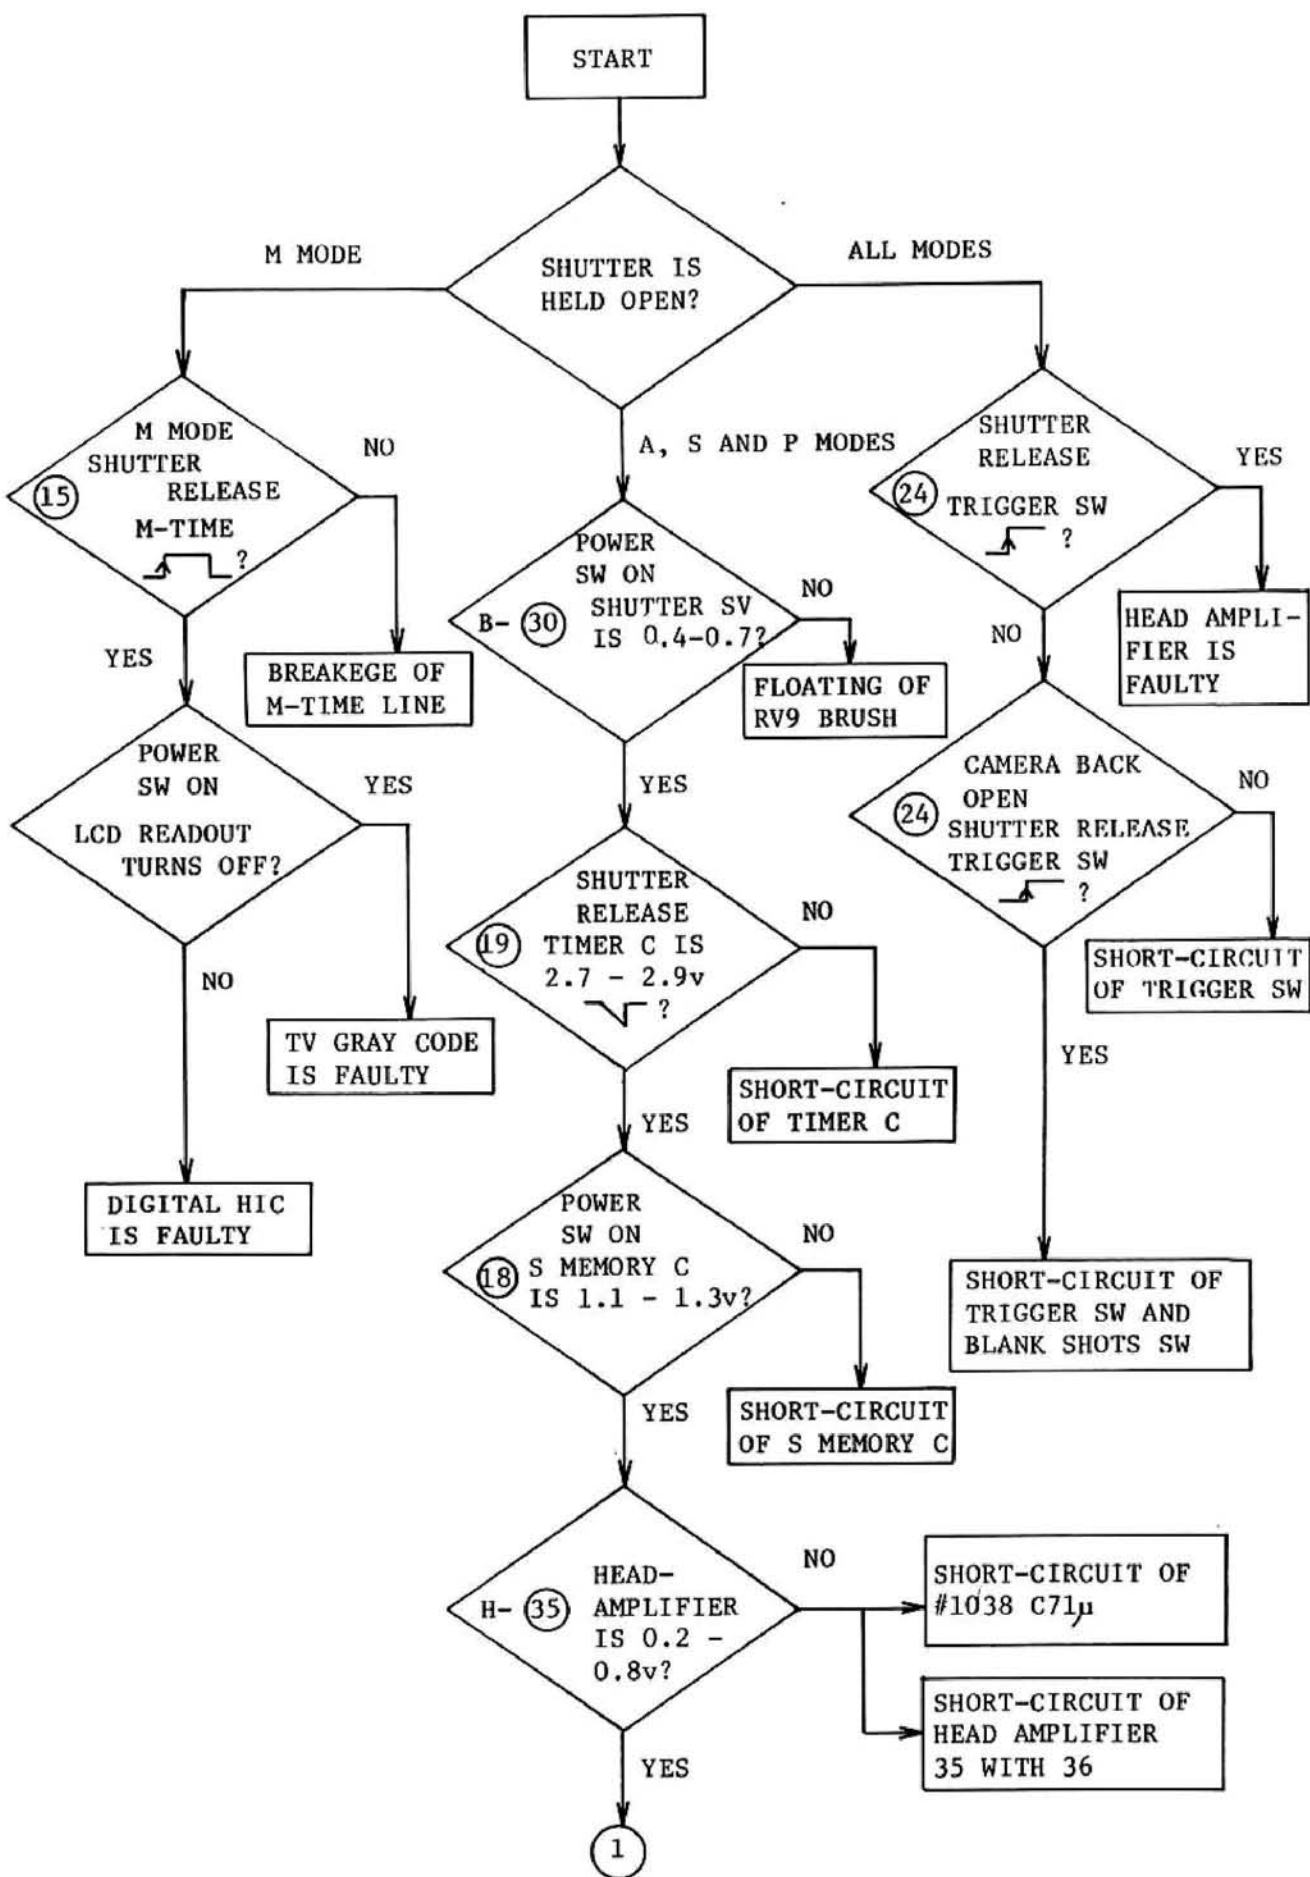 START
SHUTTER IS
HELD OPEN?
M MODE
ALL MODES
A, S AND P MODES
M MODE
SHUTTER
RELEASE
15
M-TIME
?
NO
YES
BREAKEGE OF
M-TIME LINE
POWER
SW ON
LCD READOUT
TURNS OFF?
YES
NO
TV GRAY CODE
IS FAULTY
DIGITAL HIC
IS FAULTY
POWER
SW ON
SHUTTER SV
B- 30
IS 0.4-0.7?
NO
YES
FLOATING OF
RV9 BRUSH
SHUTTER
RELEASE
19
TIMER C IS
2.7 - 2.9v
?
NO
YES
SHORT-CIRCUIT
OF TIMER C
POWER
SW ON
18
S MEMORY C
IS 1.1 - 1.3v?
NO
YES
SHORT-CIRCUIT
OF S MEMORY C
HEAD-
H- 35
AMPLIFIER
IS 0.2 -
0.8v?
NO
YES
SHORT-CIRCUIT OF
#1038 C71μ
SHORT-CIRCUIT OF
HEAD AMPLIFIER
35 WITH 36
1
SHUTTER
RELEASE
24
TRIGGER SW
?
YES
NO
HEAD AMPLI-
FIER IS
FAULTY
CAMERA BACK
OPEN
24
SHUTTER RELEASE
TRIGGER SW
?
NO
YES
SHORT-CIRCUIT
OF TRIGGER SW
SHORT-CIRCUIT OF
TRIGGER SW AND
BLANK SHOTS SW